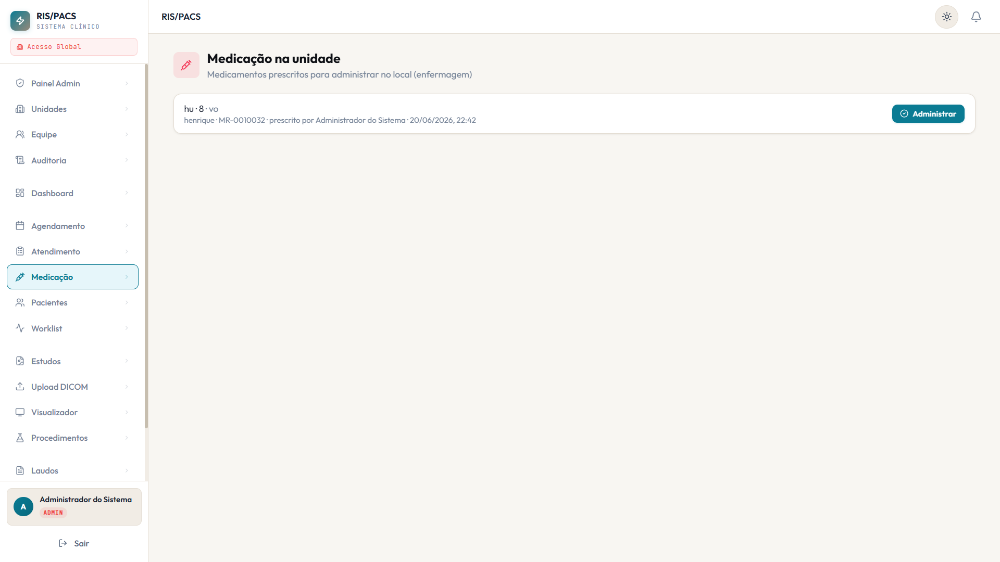 RIS/PACS
SISTEMA CLÍNICO
Acesso Global
Painel Admin
Unidades
Equipe
Auditoria
Dashboard
Agendamento
Atendimento
Medicação
Pacientes
Worklist
Estudos
Upload DICOM
Visualizador
Procedimentos
Laudos
A
Administrador do Sistema
ADMIN
Sair
RIS/PACS
Medicação na unidade
Medicamentos prescritos para administrar no local (enfermagem)
hu · 8 · vo
henrique · MR-0010032 · prescrito por Administrador do Sistema · 20/06/2026, 22:42
Administrar